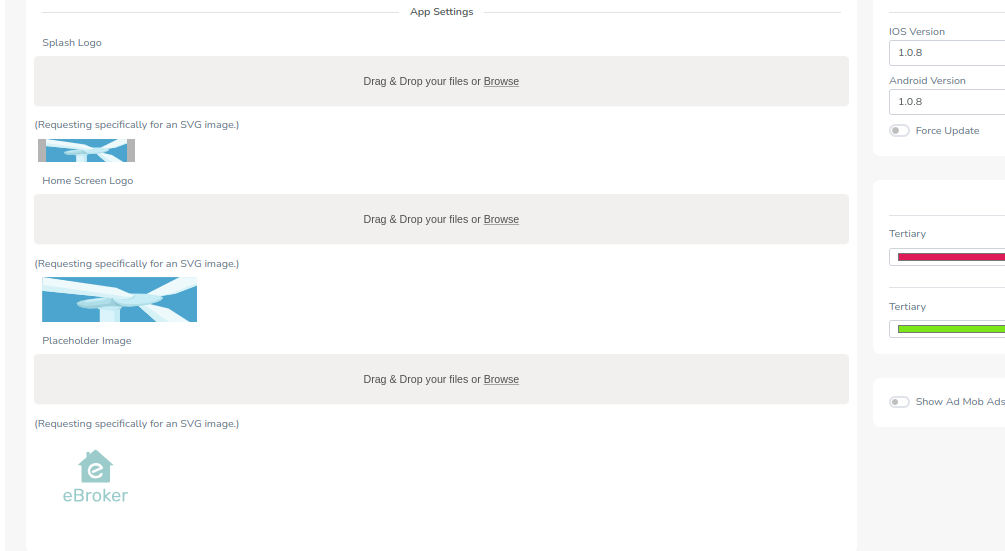 App Settings
Splash Logo
Drag & Drop your files or Browse
(Requesting specifically for an SVG image.)
Home Screen Logo
Drag & Drop your files or Browse
(Requesting specifically for an SVG image.)
Placeholder Image
Drag & Drop your files or Browse
(Requesting specifically for an SVG image.)
eBroker
IOS Version
1.0.8
Android Version
1.0.8
Force Update
Tertiary
Tertiary
Show Ad Mob Ads